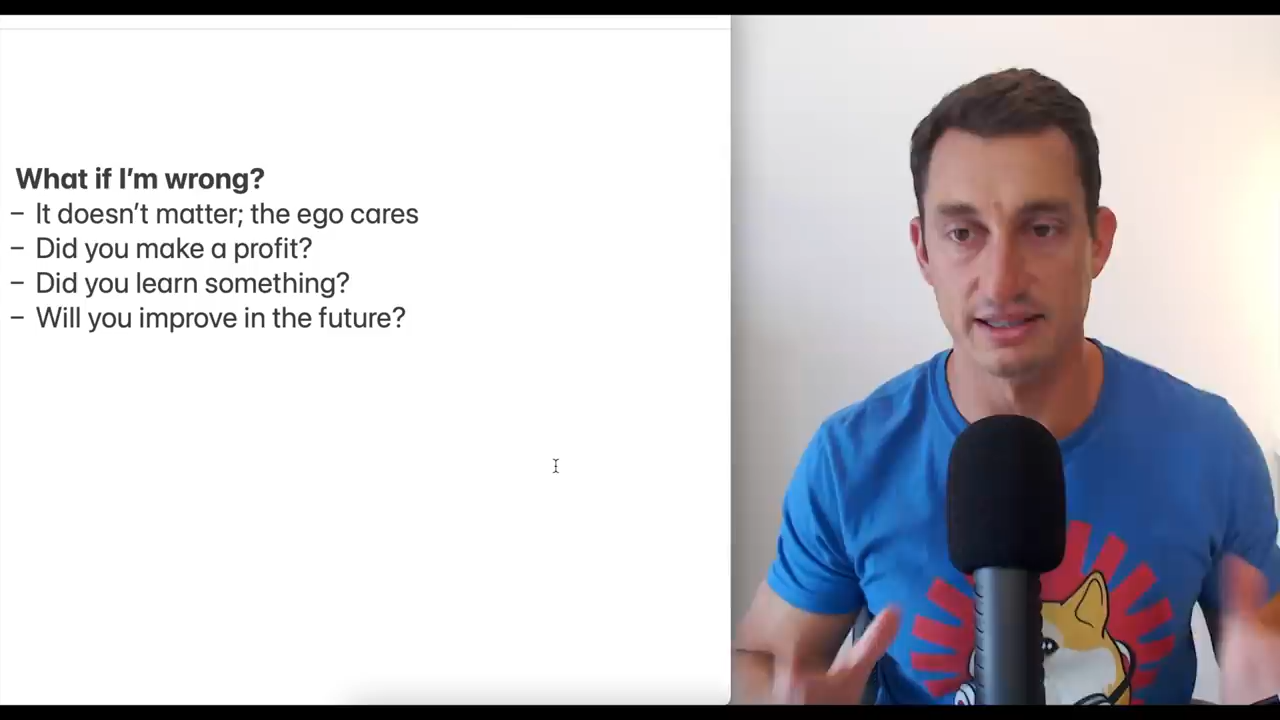 What if I'm wrong?
– It doesn't matter; the ego cares
– Did you make a profit?
– Did you learn something?
– Will you improve in the future?